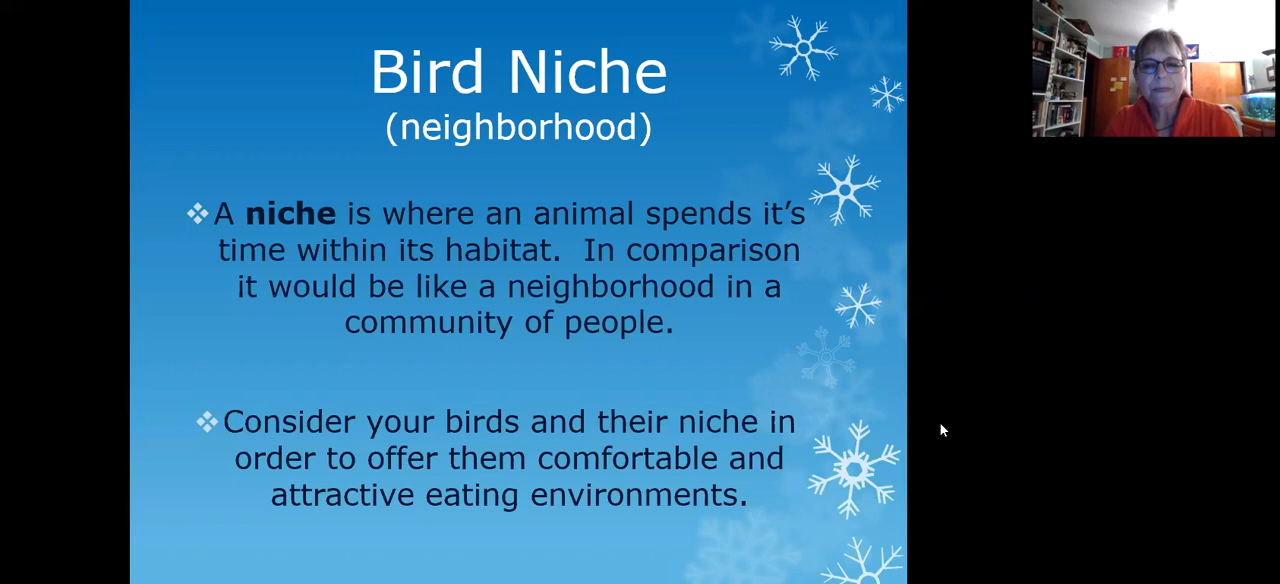 Bird Niche
(neighborhood)
A niche is where an animal spends it’s
time within its habitat. In comparison
it would be like a neighborhood in a
community of people.
Consider your birds and their niche in
order to offer them comfortable and
attractive eating environments.